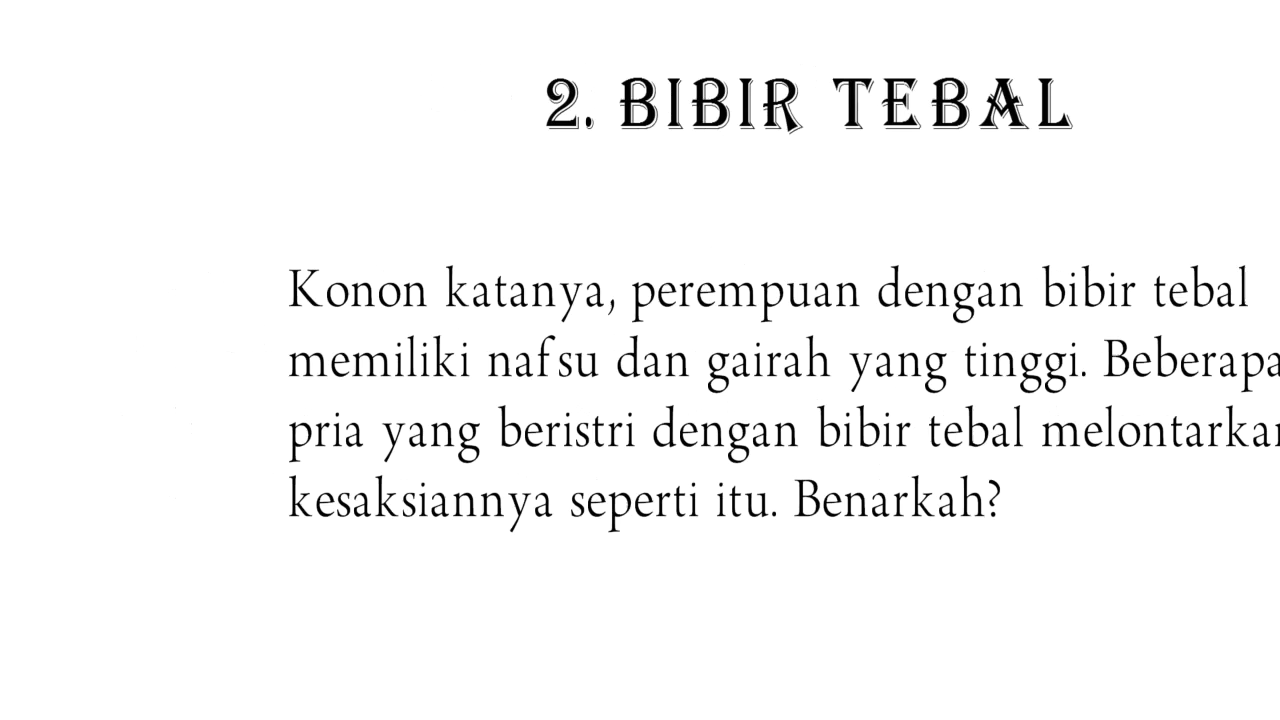 2. BIBIR TEBAL
Konon katanya, perempuan dengan bibir tebal
memiliki nafsu dan gairah yang tinggi. Beberapa
pria yang beristri dengan bibir tebal melontarkan
kesaksiannya seperti itu. Benarkah?